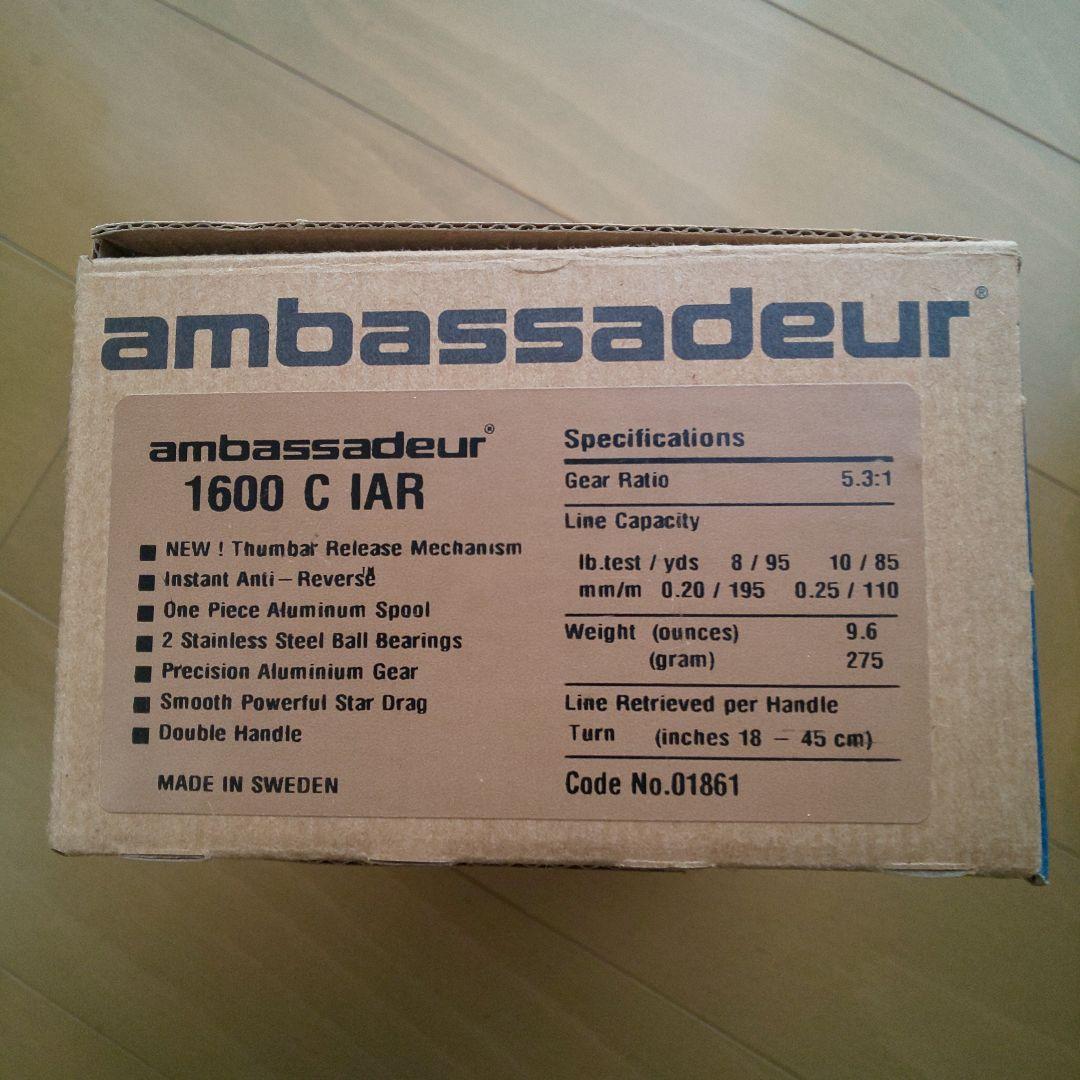 ambassadeur®
ambassadeur®
1600 C IAR
■ NEW ! Thumbar Release Mechanism
■ Instant Anti – Reverse
■ One Piece Aluminum Spool
■ 2 Stainless Steel Ball Bearings
■ Precision Aluminium Gear
■ Smooth Powerful Star Drag
■ Double Handle
MADE IN SWEDEN
Specifications
Gear Ratio 5.3:1
Line Capacity
lb.test / yds 8 / 95 10 / 85
mm/m 0.20 / 195 0.25 / 110
Weight (ounces) 9.6
(gram) 275
Line Retrieved per Handle
Turn (inches 18 – 45 cm)
Code No.01861